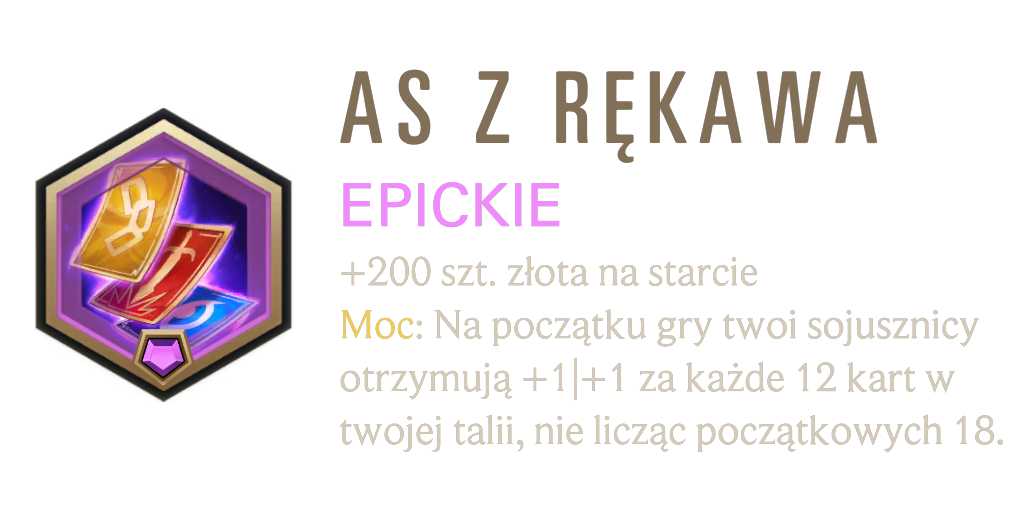 AS Z RĘKAWA
EPICKIE
+200 szt. złota na starcie
Moc: Na początku gry twoi sojusznicy
otrzymują +1|+1 za każde 12 kart w
twojej talii, nie licząc początkowych 18.